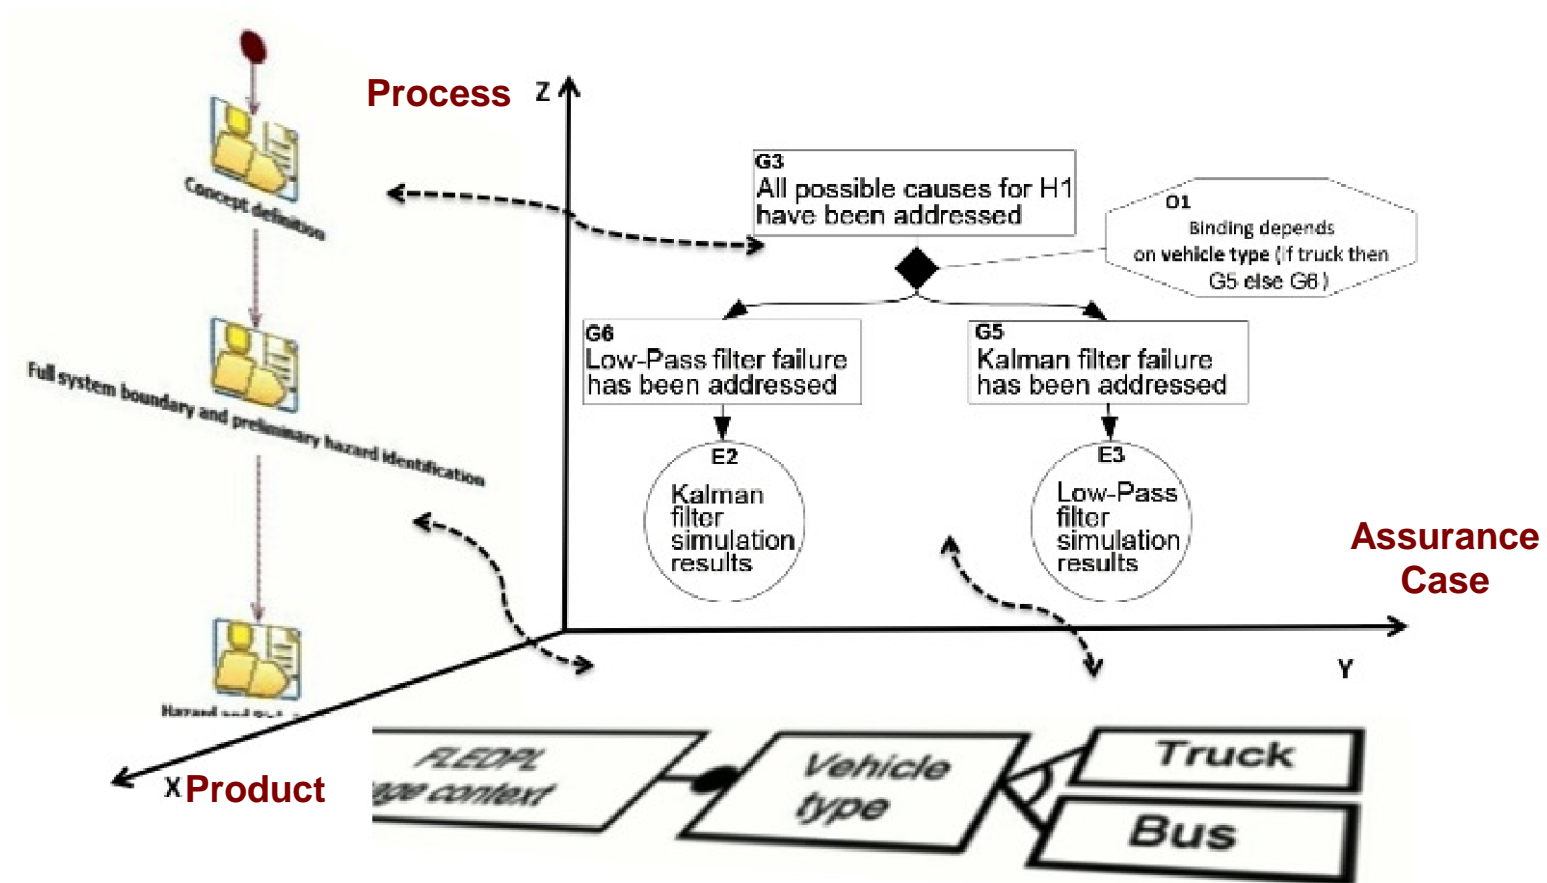 Process
Z
Concept definition
Full system boundary and preliminary hazard identification
Hazard and
X
Product
G3
All possible causes for H1
have been addressed
O1
Binding depends
on vehicle type (if truck then
G5 else G6)
G6
Low-Pass filter failure
has been addressed
G5
Kalman filter failure
has been addressed
E2
Kalman
filter
simulation
results
E3
Low-Pass
filter
simulation
results
Assurance
Case
Y
FLEDPL
context
Vehicle
type
Truck
Bus